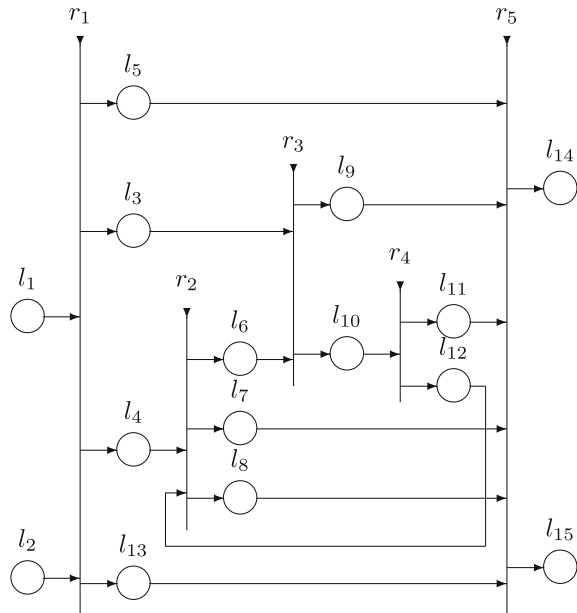 r₁ r₅
l₅
r₃
l₉ l₁₄
l₃
r₄
l₁ r₂
l₁₁
l₆ l₁₀
l₁₂
l₇
l₄
l₈
l₂ l₁₃ l₁₅